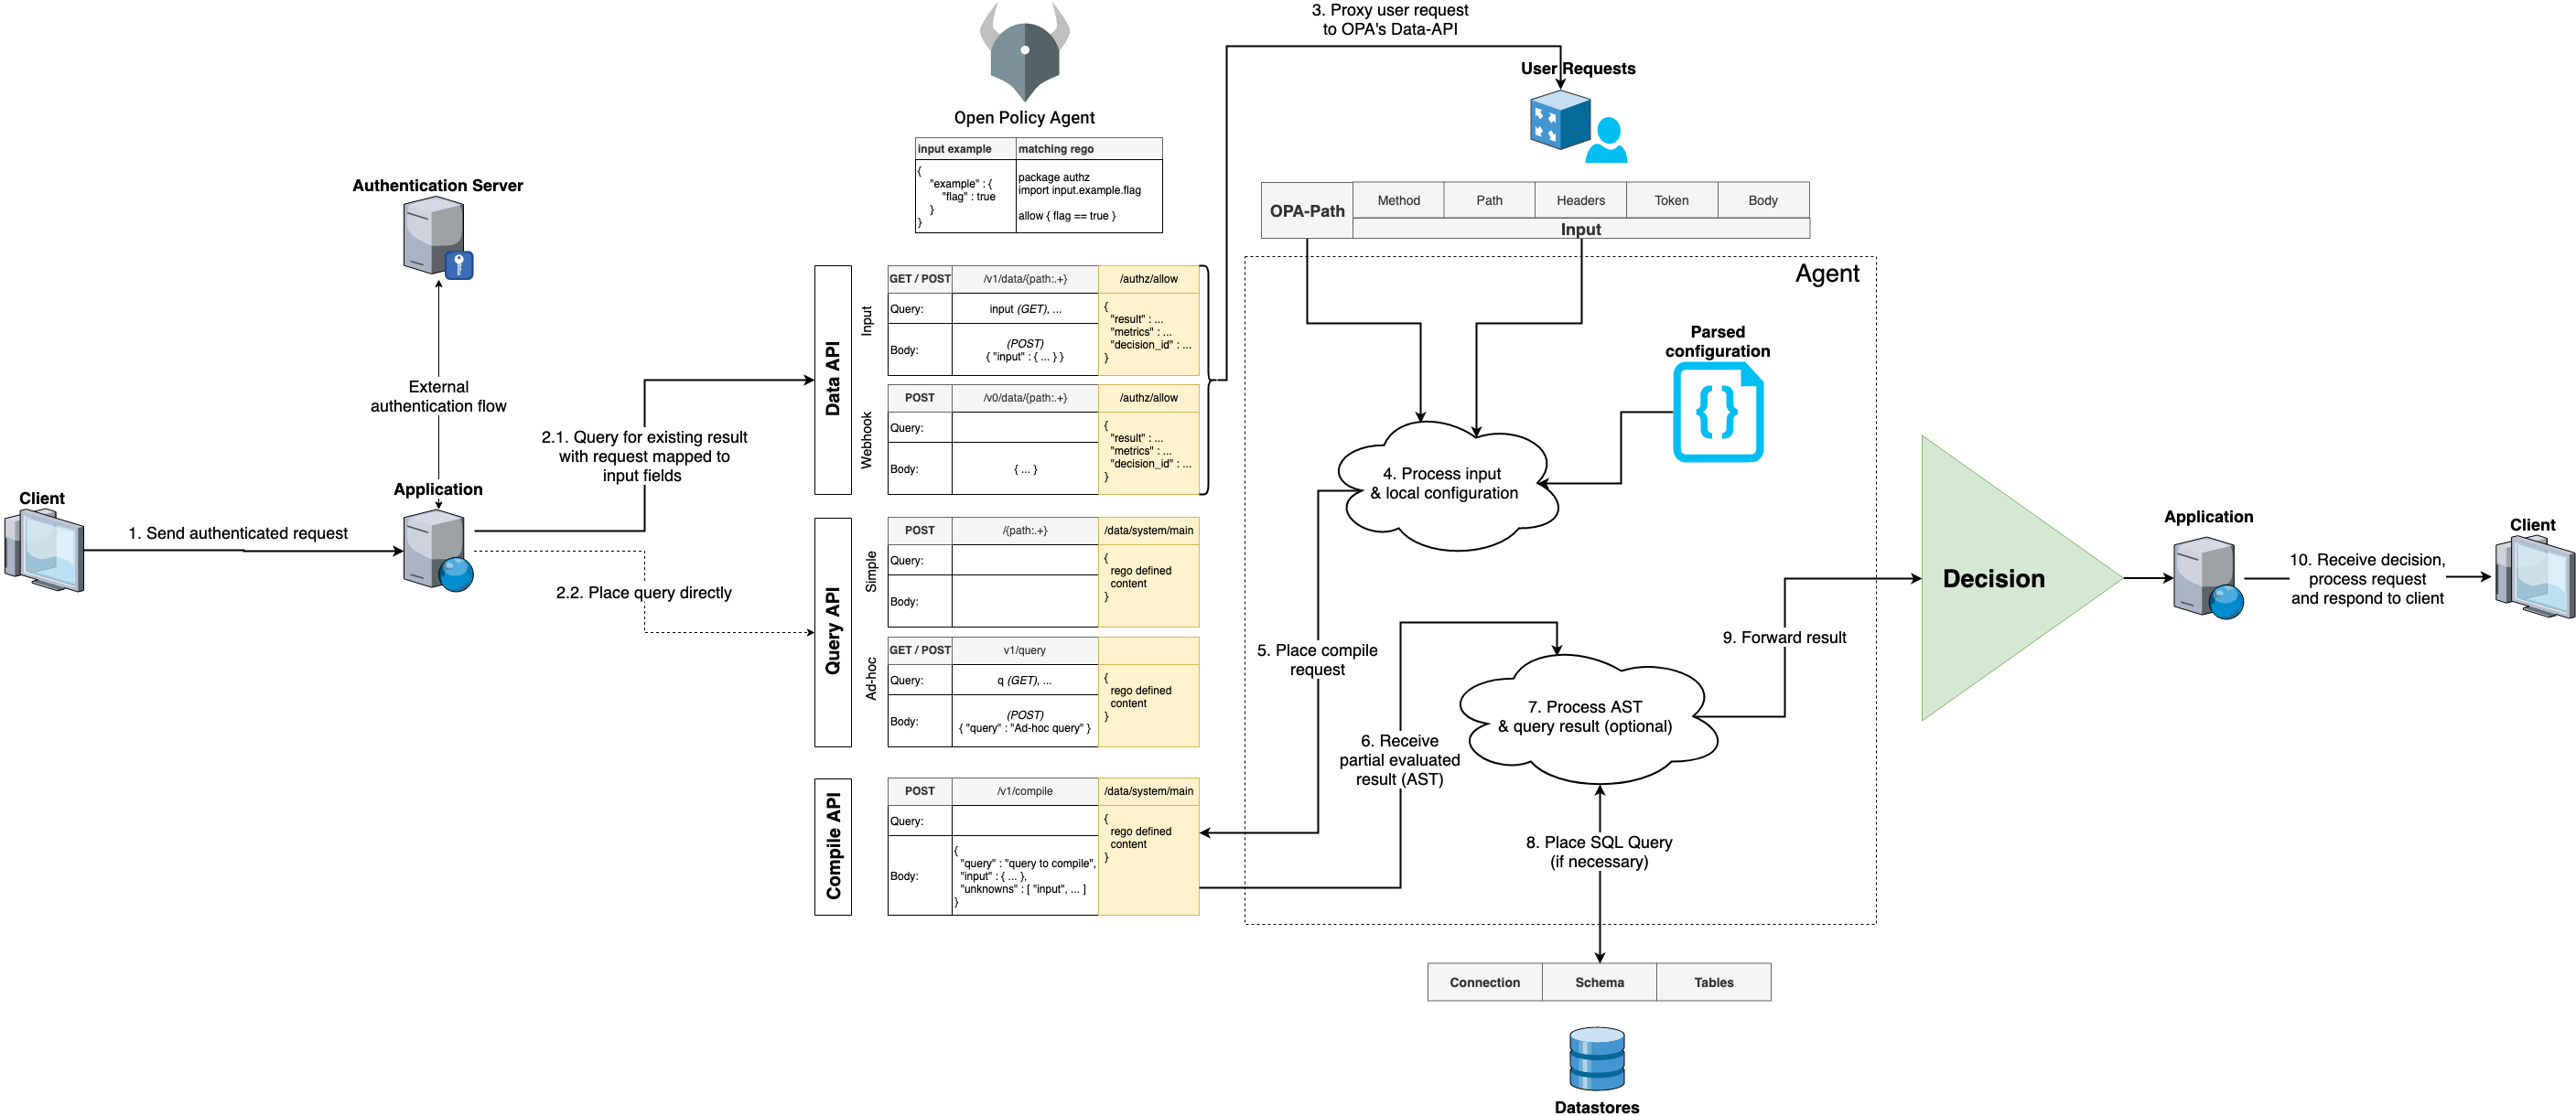 Client
1. Send authenticated request
Authentication Server
External
authentication flow
Application
2.1. Query for existing result
with request mapped to
input fields
2.2. Place query directly
Open Policy Agent
input example
matching rego
{
"example" : {
"flag" : true
}
}
package authz
import input.example.flag
allow { flag == true }
Data API
Input
GET / POST
/v1/data/{path:.+}
/authz/allow
Query:
input (GET), ...
Body:
(POST)
{ "input" : { ... } }
{
"result" : ...
"metrics" : ...
"decision_id" : ...
}
Webhook
POST
/v0/data/{path:.+}
/authz/allow
Query:
Body:
{ ... }
{
"result" : ...
"metrics" : ...
"decision_id" : ...
}
Query API
Simple
POST
/{path:.+}
/data/system/main
Query:
Body:
{
rego defined
content
}
Ad-hoc
GET / POST
v1/query
Query:
q (GET), ...
Body:
(POST)
{ "query" : "Ad-hoc query" }
{
rego defined
content
}
Compile API
POST
/v1/compile
/data/system/main
Query:
Body:
{
"query" : "query to compile",
"input" : { ... },
"unknowns" : [ "input", ... ]
}
{
rego defined
content
}
3. Proxy user request
to OPA's Data-API
User Requests
OPA-Path
Method
Path
Headers
Token
Body
Input
Agent
Parsed
configuration
4. Process input
& local configuration
5. Place compile
request
6. Receive
partial evaluated
result (AST)
7. Process AST
& query result (optional)
8. Place SQL Query
(if necessary)
9. Forward result
Connection
Schema
Tables
Datastores
Decision
Application
10. Receive decision,
process request
and respond to client
Client